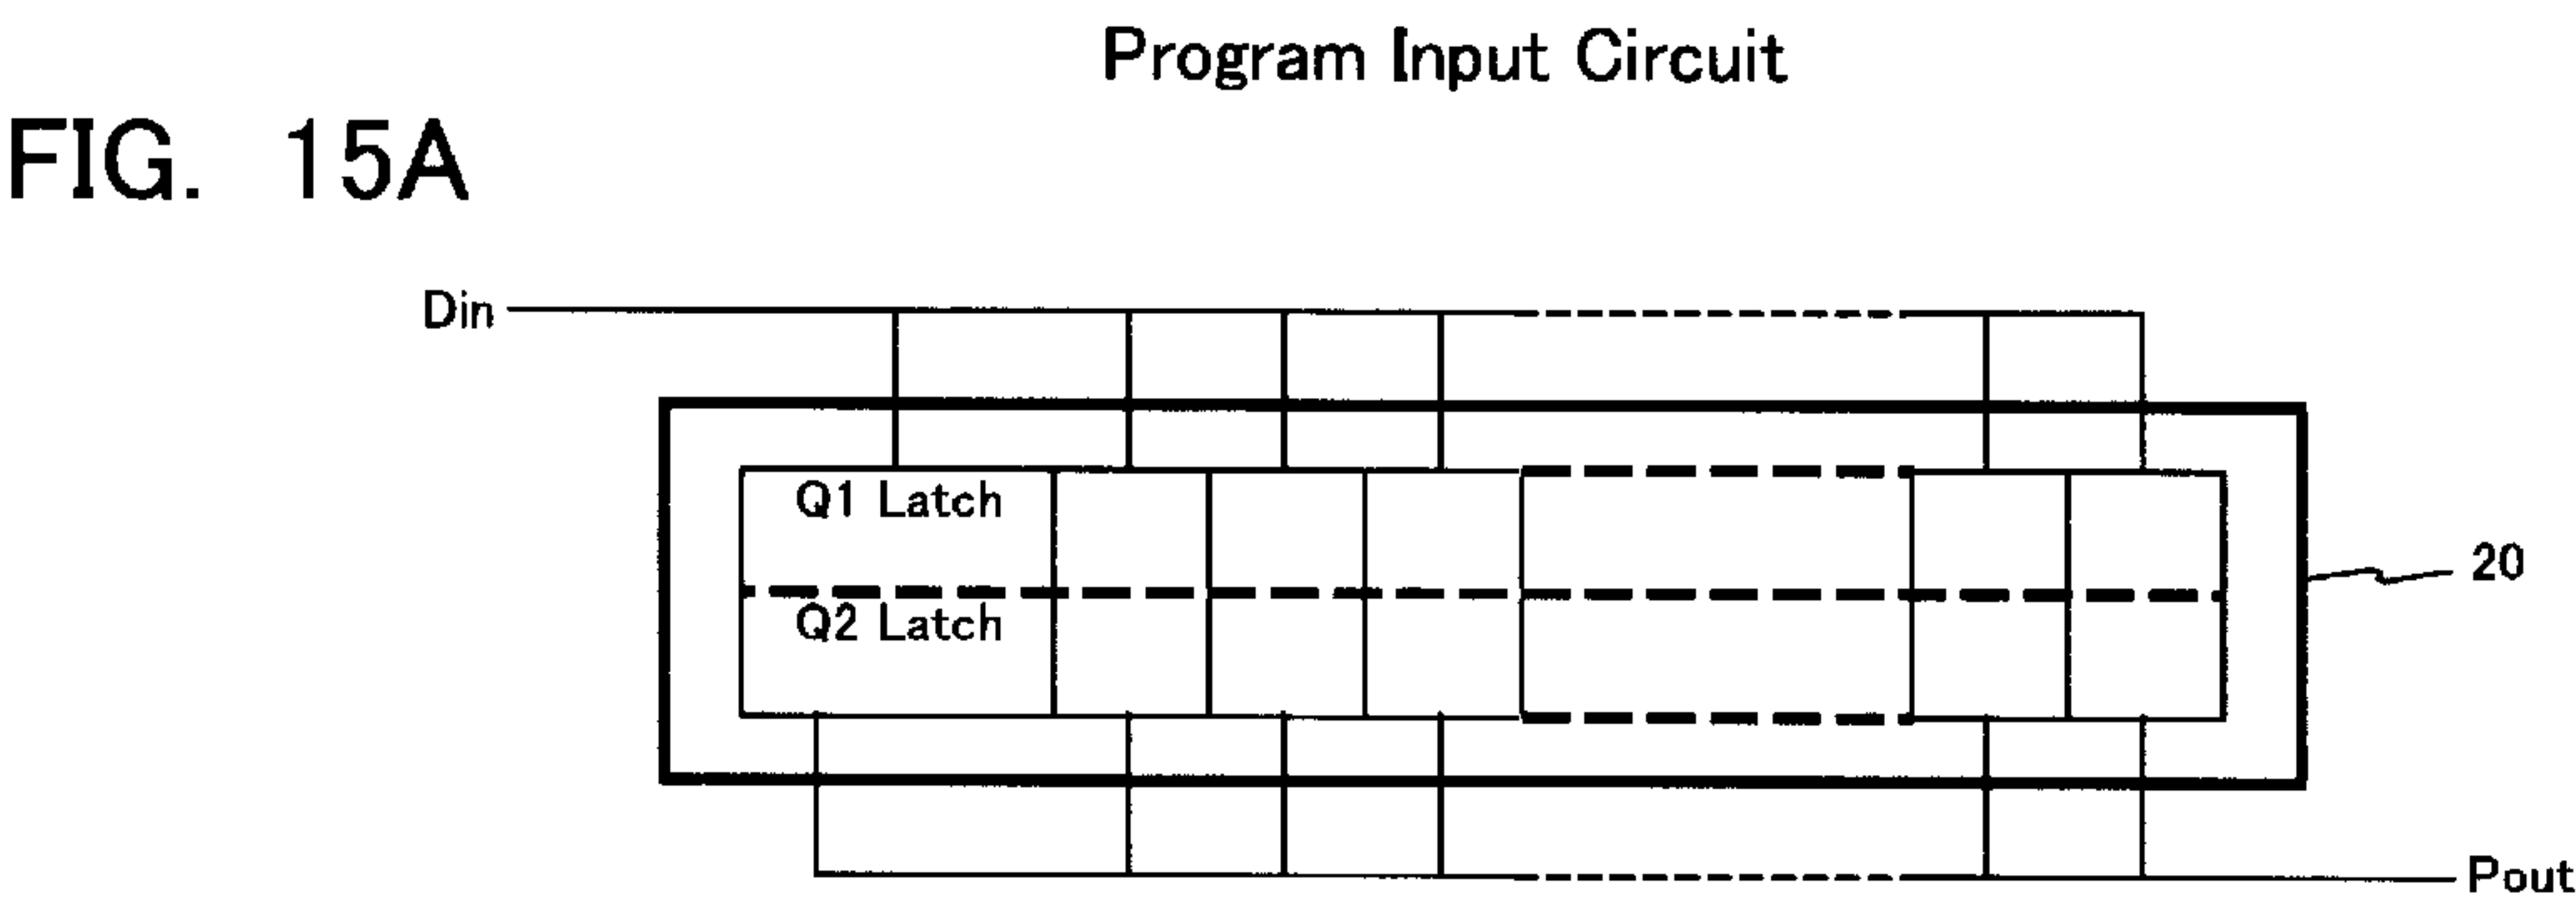 Program Input Circuit
FIG. 15A
Din
Q1 Latch
Q2 Latch
20
Pout